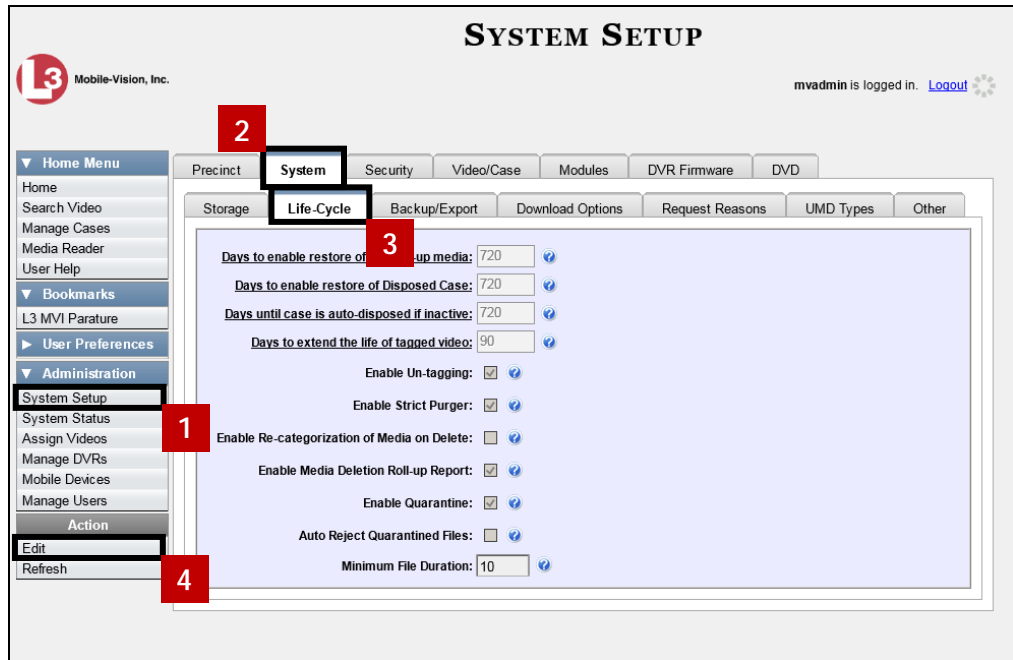 SYSTEM SETUP
L3 Mobile-Vision, Inc.
mvadmin is logged in. Logout
2
▼ Home Menu
Home
Search Video
Manage Cases
Media Reader
User Help
▼ Bookmarks
L3 MVI Parature
▶ User Preferences
▼ Administration
System Setup
System Status
Assign Videos
Manage DVRs
Mobile Devices
Manage Users
Action
Edit
Refresh
1
4
Precinct System Security Video/Case Modules DVR Firmware DVD
Storage Life-Cycle Backup/Export Download Options Request Reasons UMD Types Other
3
Days to enable restore of -up media: 720
Days to enable restore of Disposed Case: 720
Days until case is auto-disposed if inactive: 720
Days to extend the life of tagged video: 90
Enable Un-tagging:
Enable Strict Purger:
Enable Re-categorization of Media on Delete:
Enable Media Deletion Roll-up Report:
Enable Quarantine:
Auto Reject Quarantined Files:
Minimum File Duration: 10